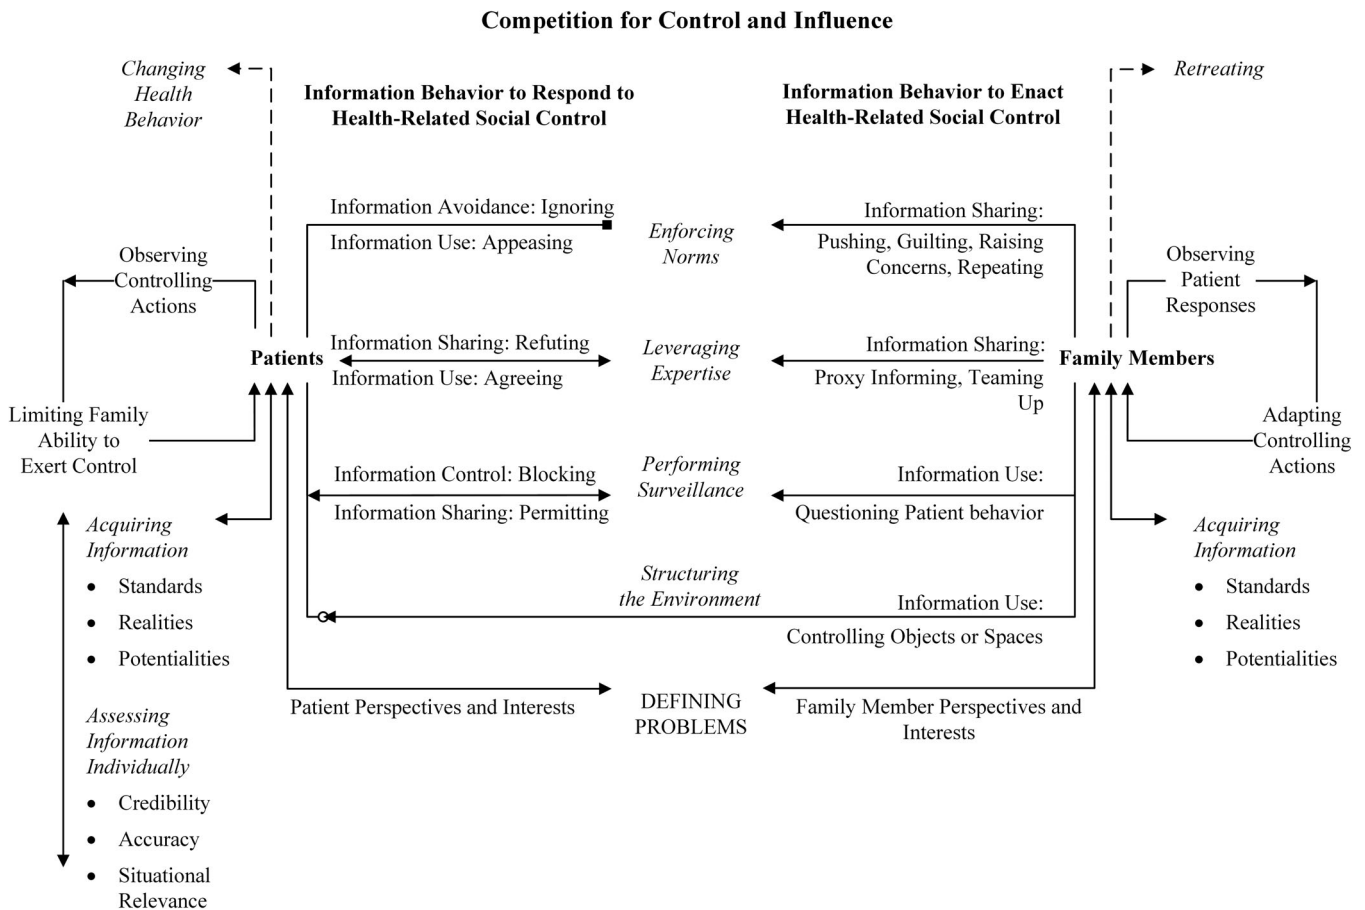 Competition for Control and Influence
Changing
Health
Behavior
Information Behavior to Respond to
Health-Related Social Control
Information Behavior to Enact
Health-Related Social Control
Retreating
Information Avoidance: Ignoring
Information Use: Appeasing
Enforcing
Norms
Information Sharing:
Pushing, Guilting, Raising
Concerns, Repeating
Observing
Controlling
Actions
Observing
Patient
Responses
Patients
Information Sharing: Refuting
Information Use: Agreeing
Leveraging
Expertise
Information Sharing:
Proxy Informing, Teaming
Up
Family Members
Limiting Family
Ability to
Exert Control
Adapting
Controlling
Actions
Information Control: Blocking
Information Sharing: Permitting
Performing
Surveillance
Information Use:
Questioning Patient behavior
Acquiring
Information
• Standards
• Realities
• Potentialities
Structuring
the Environment
Information Use:
Controlling Objects or Spaces
Acquiring
Information
• Standards
• Realities
• Potentialities
Patient Perspectives and Interests
DEFINING
PROBLEMS
Family Member Perspectives and
Interests
Assessing
Information
Individually
• Credibility
• Accuracy
• Situational
Relevance